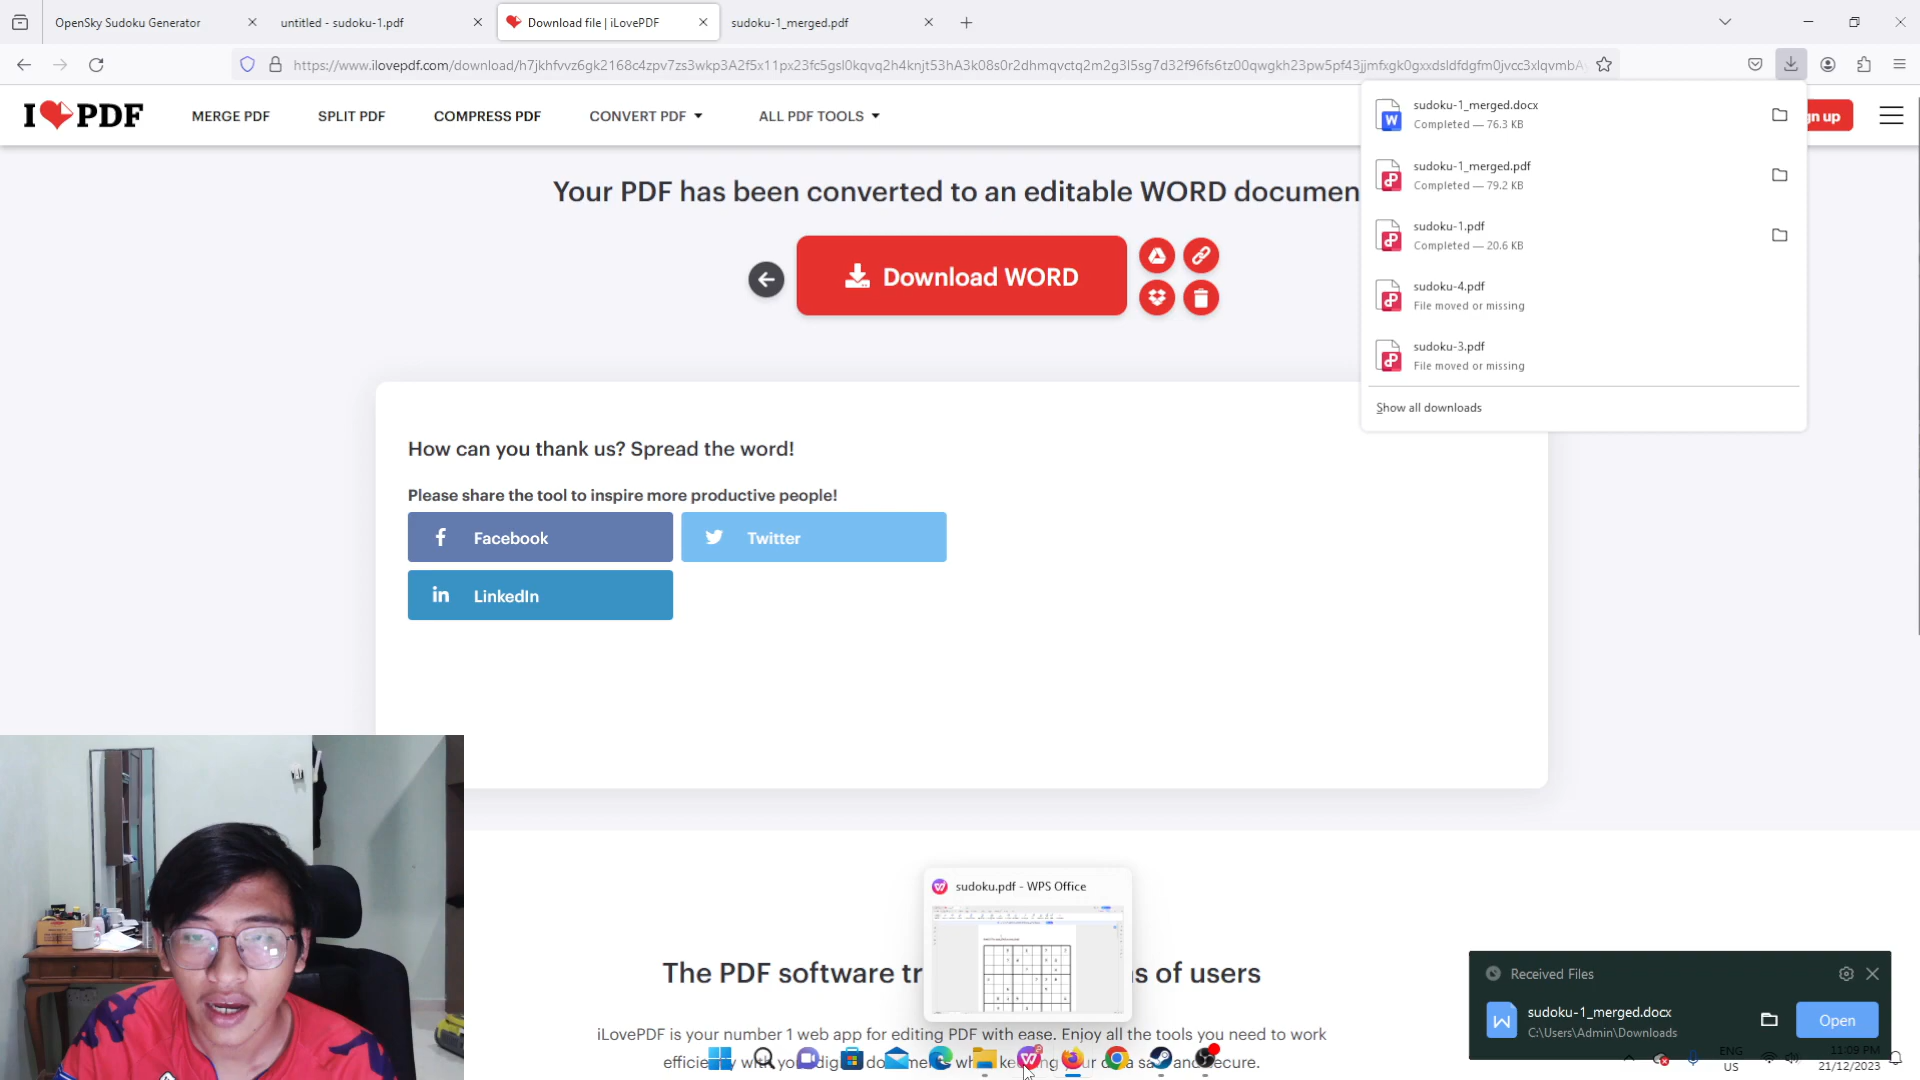 OpenSky Sudoku Generator
untitled - sudoku-1.pdf
Download file | iLovePDF
sudoku-1_merged.pdf
I PDF
MERGE PDF
SPLIT PDF
COMPRESS PDF
CONVERT PDF
ALL PDF TOOLS
gn up
Your PDF has been converted to an editable WORD documen
Download WORD
sudoku-1_merged.docx
Completed — 76.3 KB
sudoku-1_merged.pdf
Completed — 79.2 KB
sudoku-1.pdf
Completed — 20.6 KB
sudoku-4.pdf
File moved or missing
sudoku-3.pdf
File moved or missing
Show all downloads
How can you thank us? Spread the word!
Please share the tool to inspire more productive people!
Facebook
Twitter
LinkedIn
sudoku.pdf - WPS Office
The PDF software tr
s of users
iLovePDF is your number 1 web app for editing PDF with ease. Enjoy all the tools you need to work
Received Files
sudoku-1_merged.docx
C:\Users\Admin\Downloads
Open
ENG
US
11:09 PM
21/12/2023